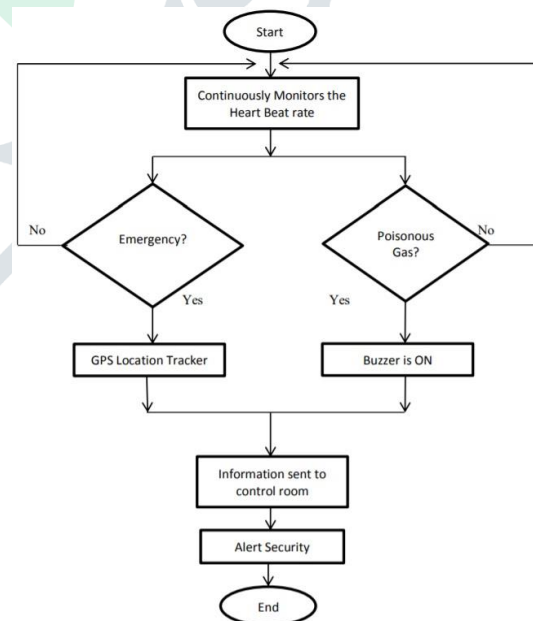 Start
Continuously Monitors the
Heart Beat rate
No
Emergency?
Yes
Poisonous
Gas?
No
Yes
GPS Location Tracker
Buzzer is ON
Information sent to
control room
Alert Security
End